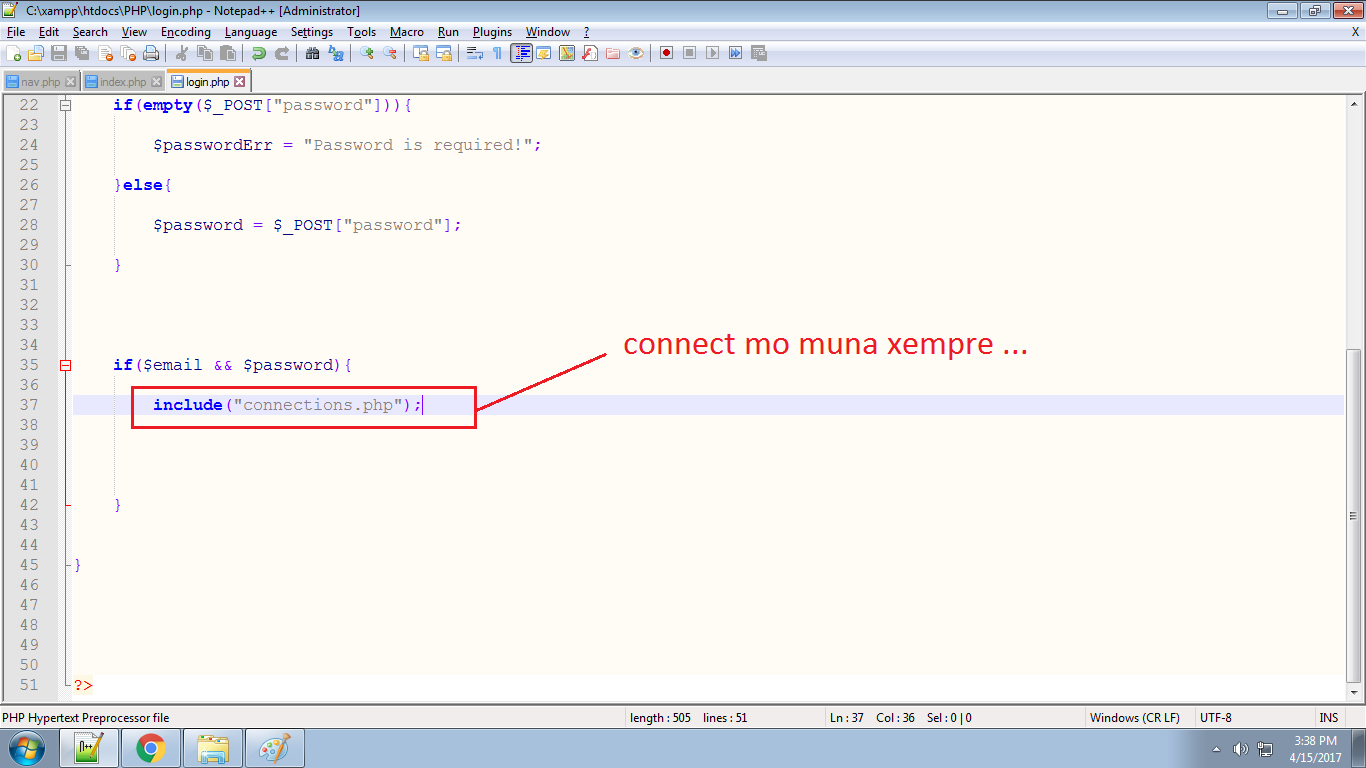 C:\xampp\htdocs\PHP\login.php - Notepad++ [Administrator]
File Edit Search View Encoding Language Settings Tools Macro Run Plugins Window ? X
nav.php index.php login.php
22 if(empty($_POST["password"])){
23
24 $passwordErr = "Password is required!";
25
26 }else{
27
28 $password = $_POST["password"];
29
30 }
31
32
33
34
connect mo muna xempre ...
35 if($email && $password){
36
37 include("connections.php");
38
39
40
41
42 }
43
44
45 }
46
47
48
49
50
51 ?>
PHP Hypertext Preprocessor file length : 505 lines : 51 Ln : 37 Col : 36 Sel : 0 | 0 Windows (CR LF) UTF-8 INS
3:38 PM
4/15/2017